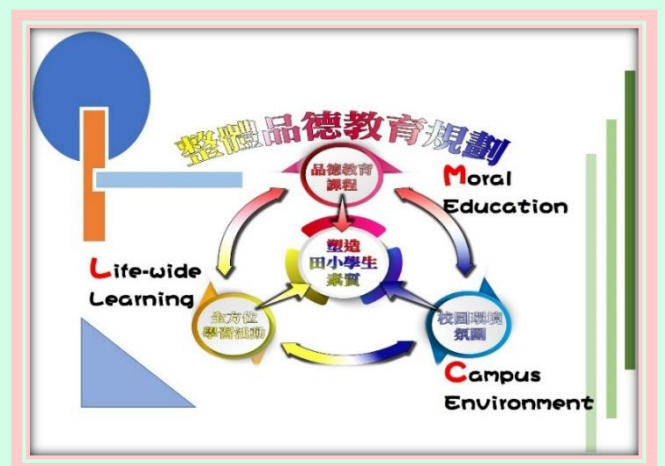 整體品德教育規劃
品德教育
課程
Moral
Education
塑造
田小學生
素質
Life-wide
Learning
全方位
學習活動
校園環境
氛圍
Campus
Environment